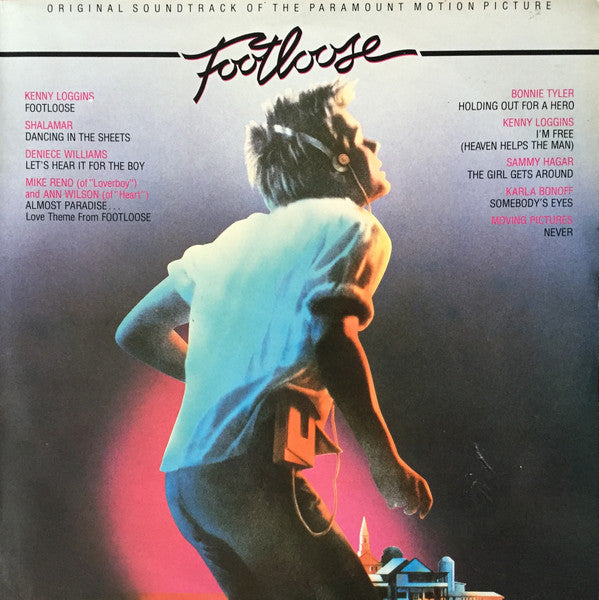 ORIGINAL SOUNDTRACK OF THE PARAMOUNT MOTION PICTURE
Footloose
KENNY LOGGINS
FOOTLOOSE
SHALAMAR
DANCING IN THE SHEETS
DENIECE WILLIAMS
LET'S HEAR IT FOR THE BOY
MIKE RENO (of "Loverboy")
and ANN WILSON (of "Heart")
ALMOST PARADISE...
Love Theme From FOOTLOOSE
BONNIE TYLER
HOLDING OUT FOR A HERO
KENNY LOGGINS
I'M FREE
(HEAVEN HELPS THE MAN)
SAMMY HAGAR
THE GIRL GETS AROUND
KARLA BONOFF
SOMEBODY'S EYES
MOVING PICTURES
NEVER